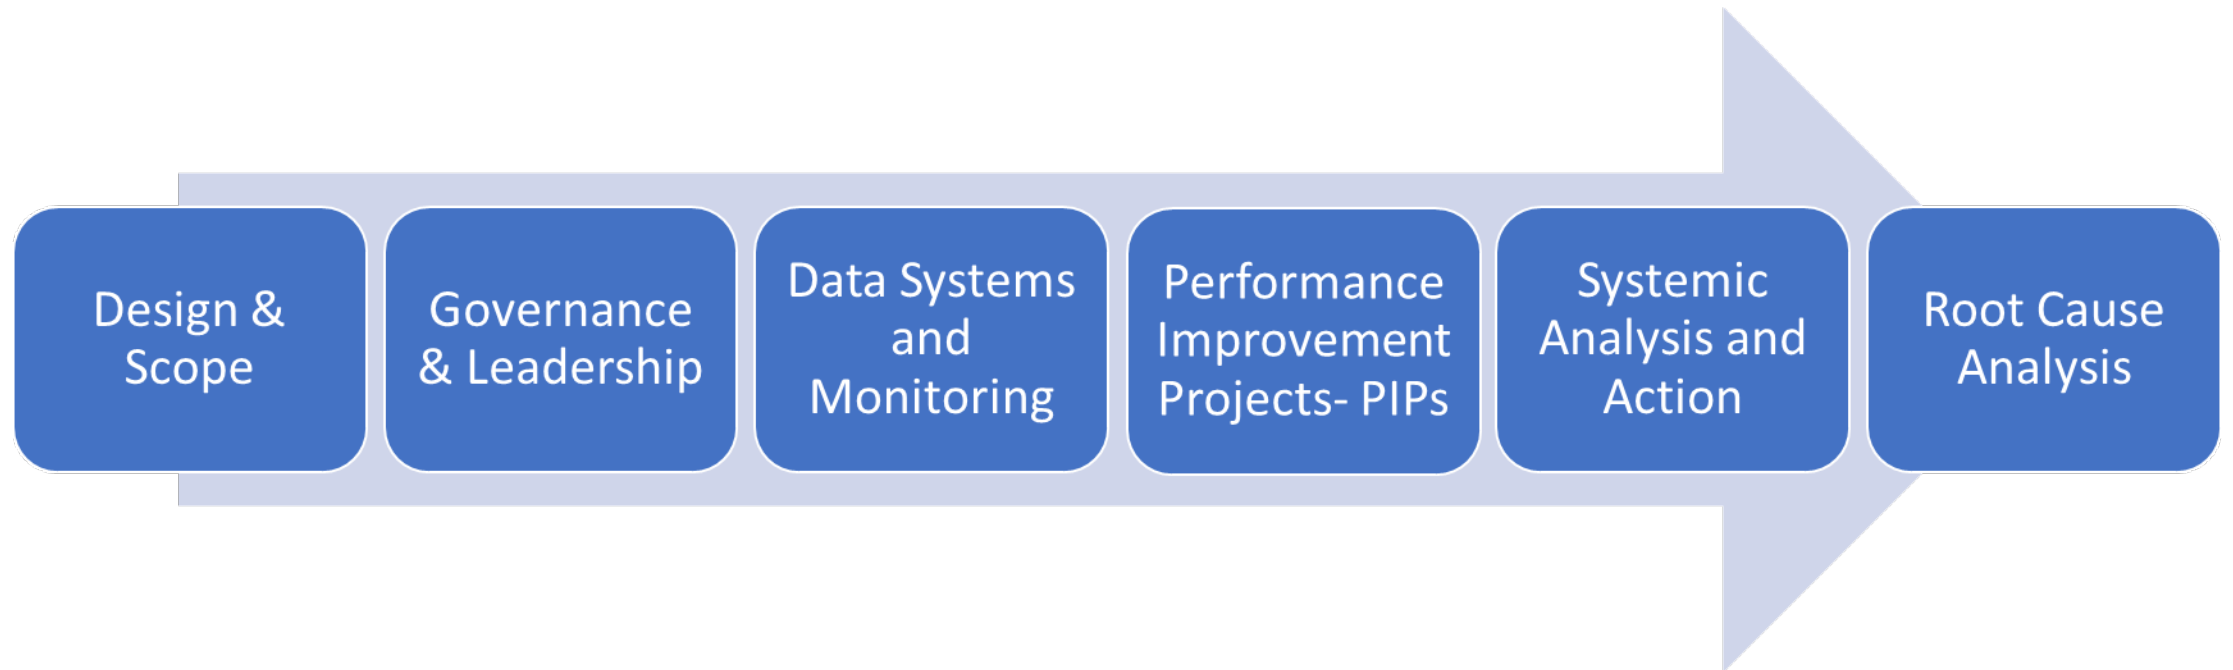 Design &
Scope
Governance
& Leadership
Data Systems
and
Monitoring
Performance
Improvement
Projects- PIPs
Systemic
Analysis and
Action
Root Cause
Analysis